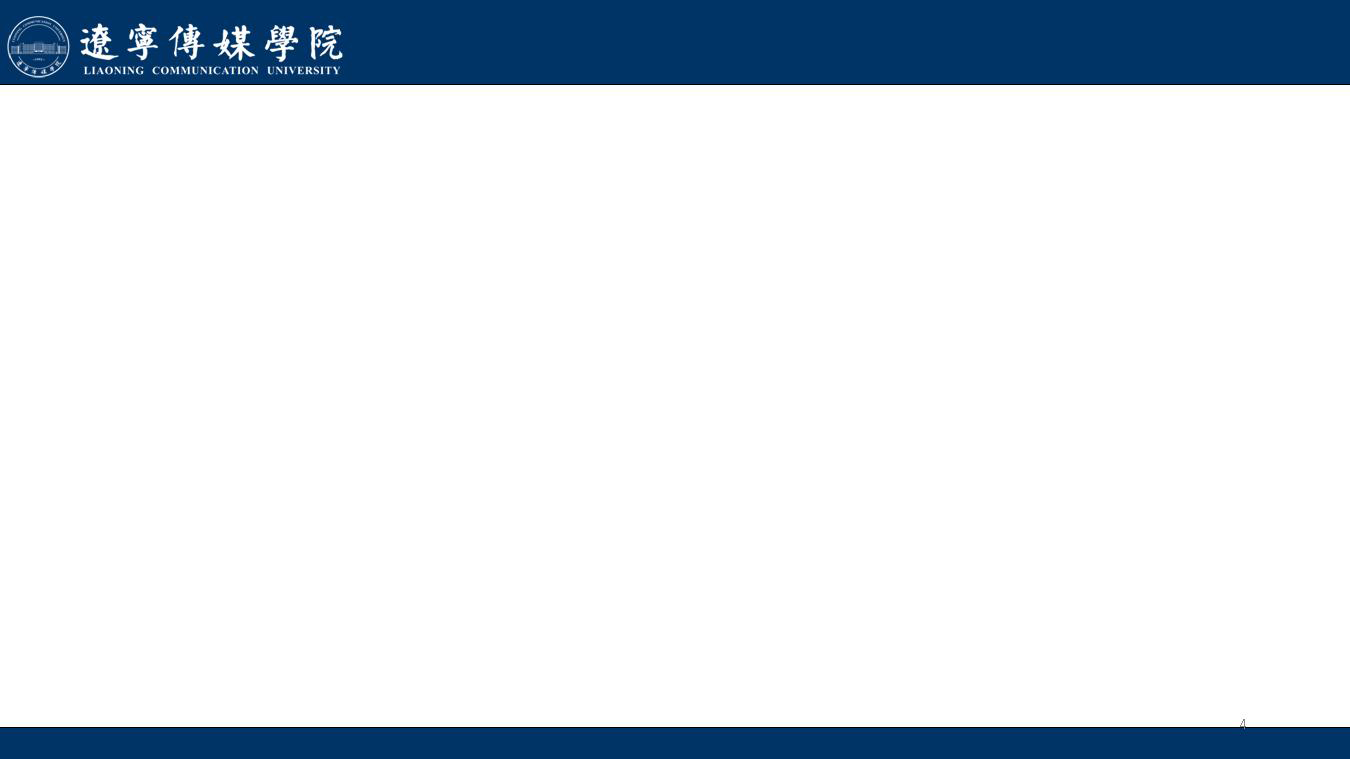 遼寧傳媒學院
LIAONING COMMUNICATION UNIVERSITY
4